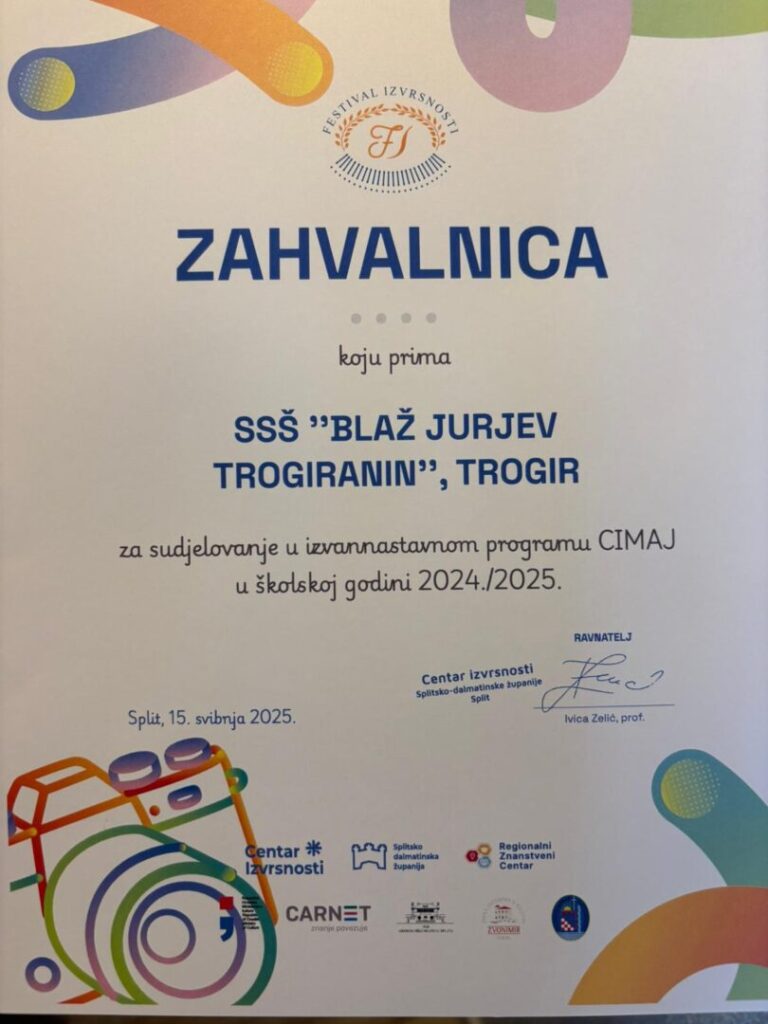 FESTIVAL IZVRSNOSTI
FI
ZAHVALNICA
koju prima
SSŠ ”BLAŽ JURJEV
TROGIRANIN”, TROGIR
za sudjelovanje u izvannastavnom programu CIMAJ
u školskoj godini 2024./2025.
RAVNATELJ
Centar izvrsnosti
Splitsko-dalmatinske županije
Split
Ivica Zelić, prof.
Split, 15. svibnja 2025.
Centar
Izvrsnosti
Splitsko
dalmatinska
županija
Regionalni
Znanstveni
Centar
CARNET
znanje povezuje
ZVONIMIR